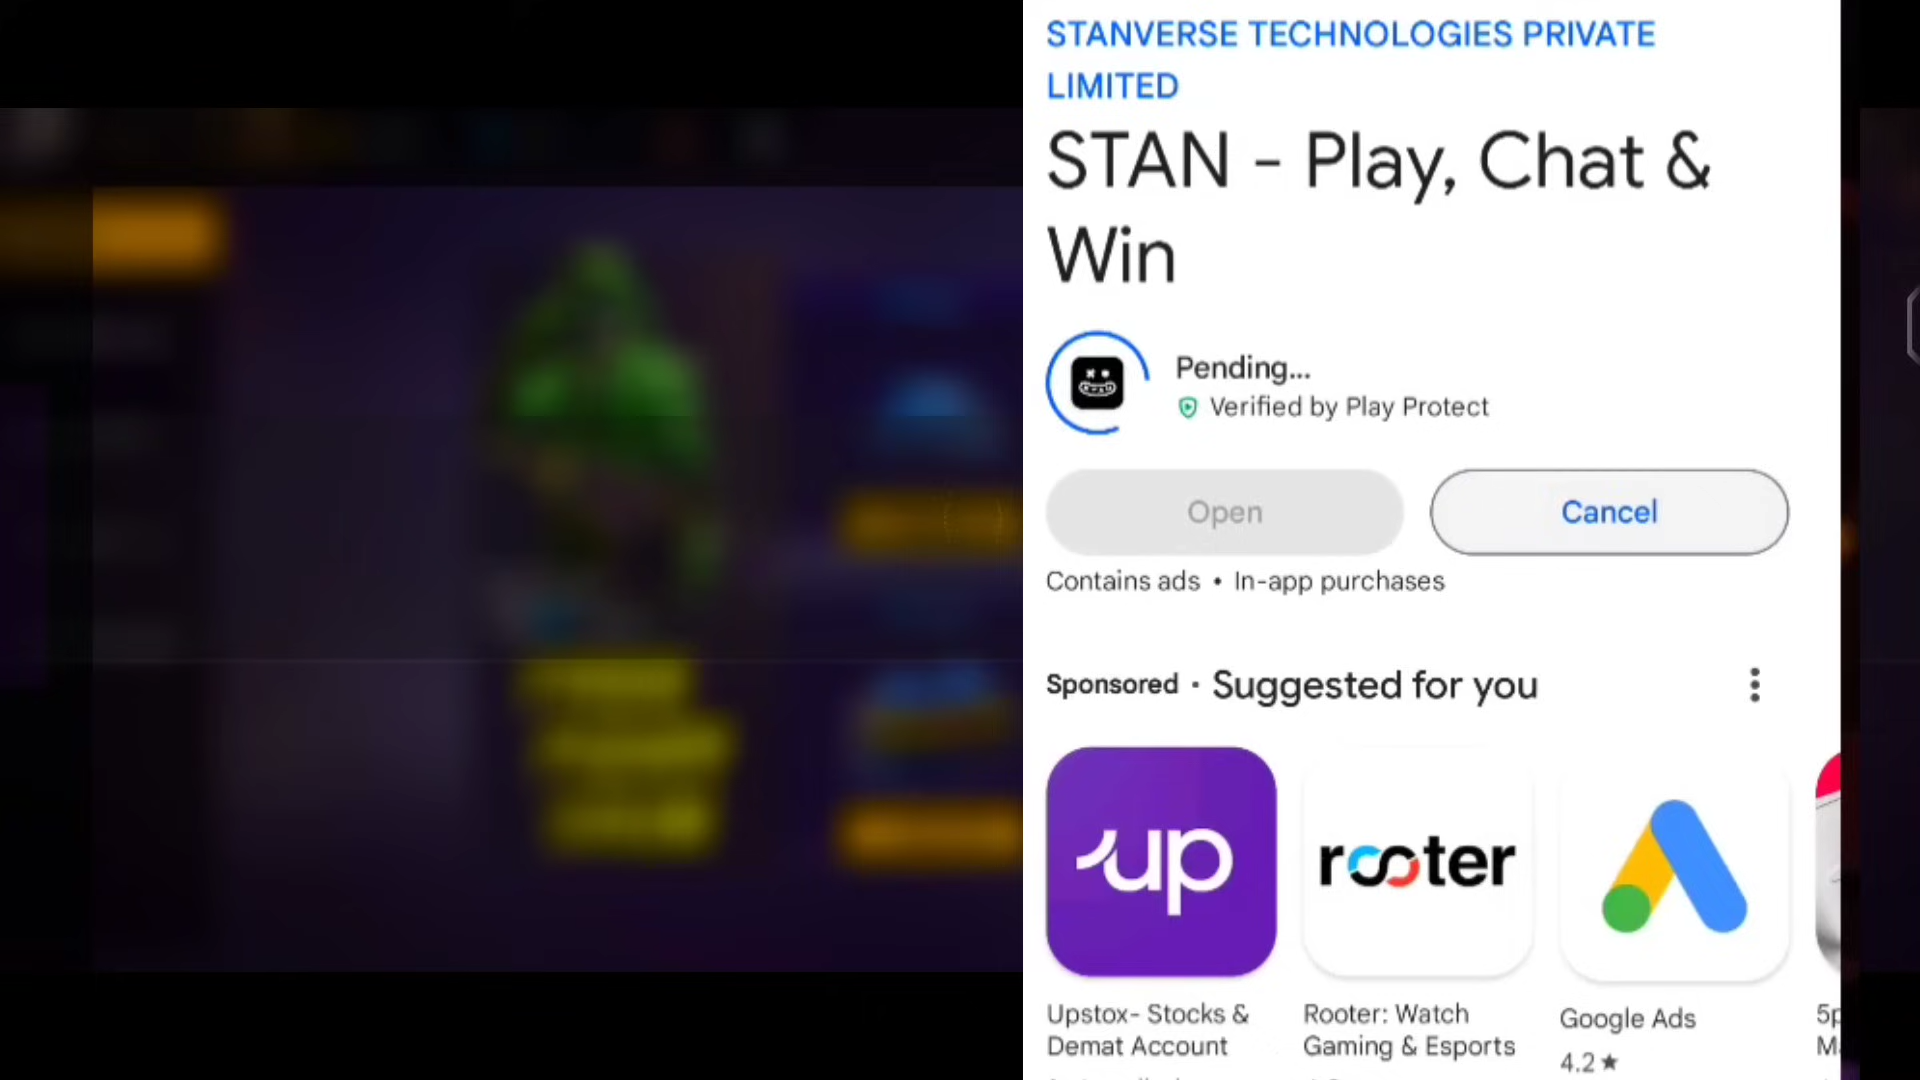 STANVERSE TECHNOLOGIES PRIVATE
LIMITED
STAN - Play, Chat &
Win
Pending...
Verified by Play Protect
Open
Cancel
Contains ads • In-app purchases
Sponsored • Suggested for you
up
rooter
Upstox- Stocks &
Demat Account
Rooter: Watch
Gaming & Esports
Google Ads
4.2 ★